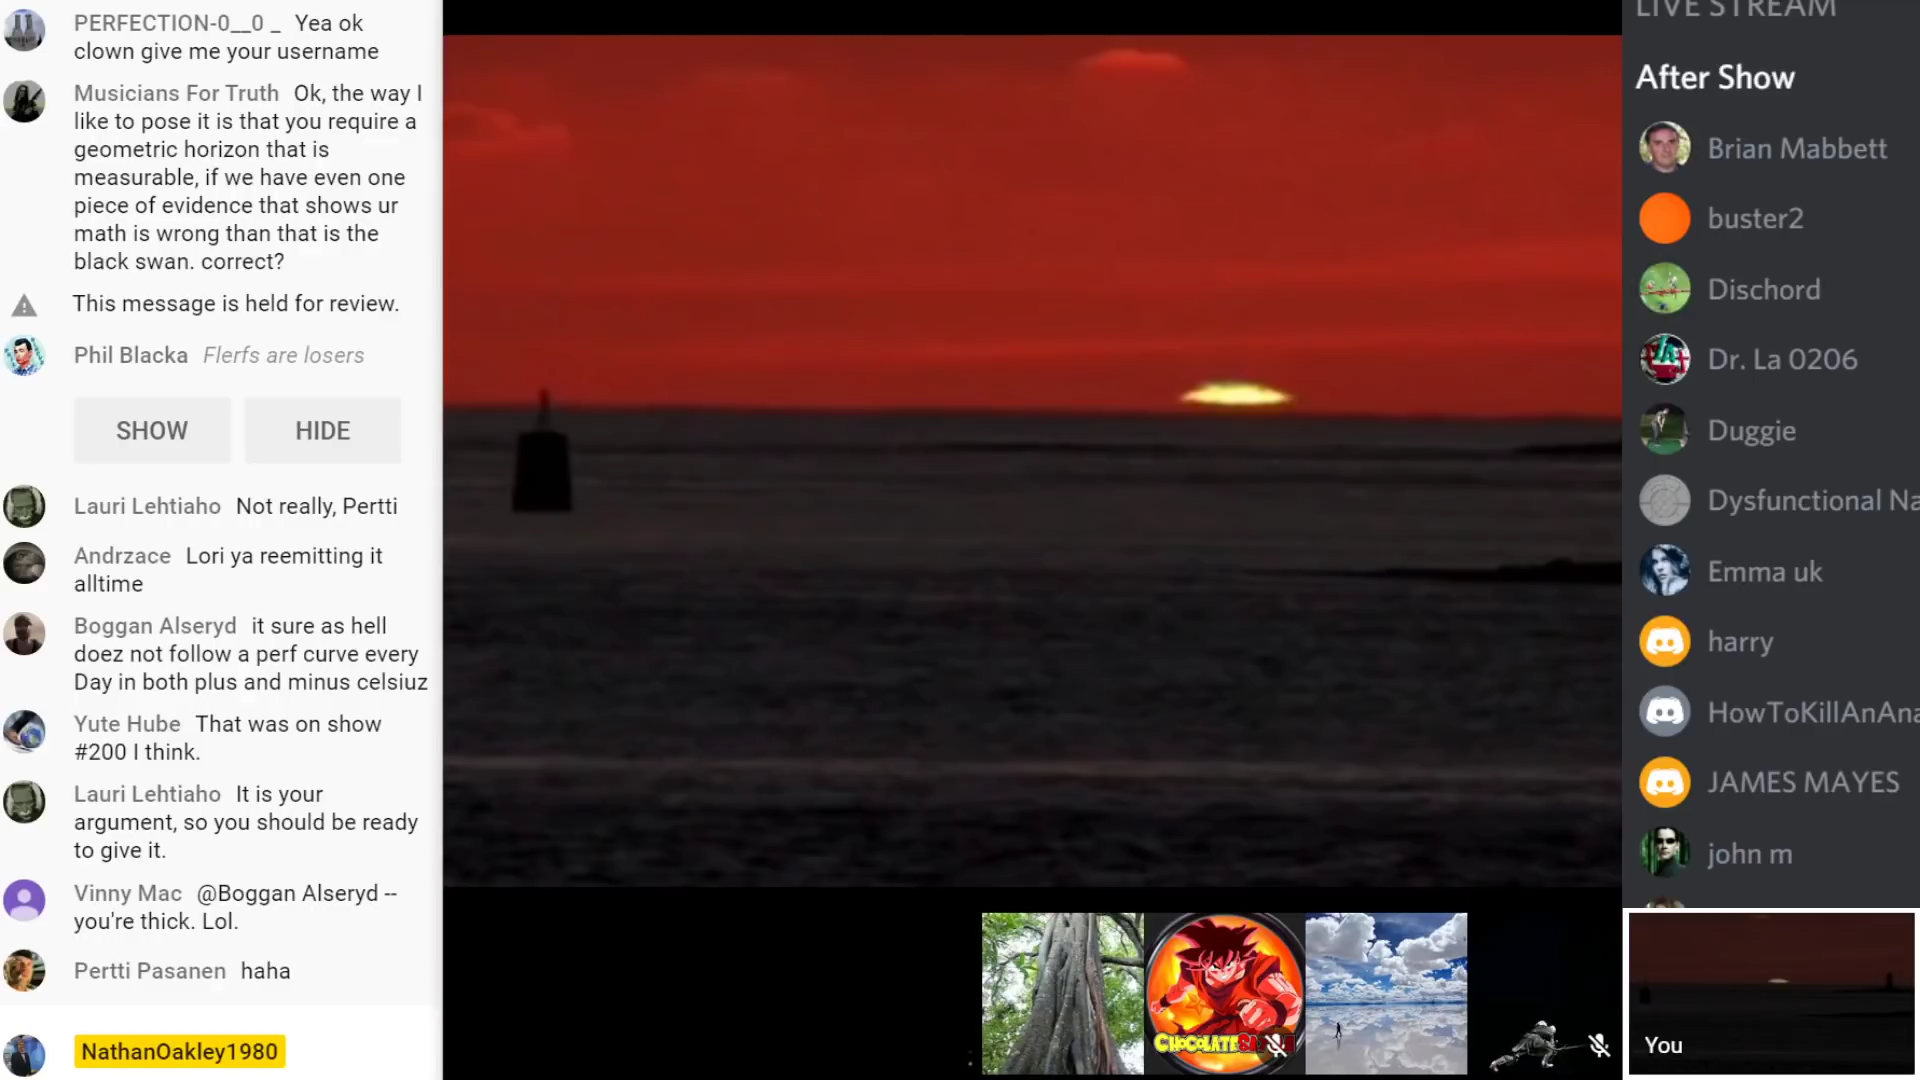 PERFECTION-0__0 _ Yea ok
clown give me your username
Musicians For Truth Ok, the way I
like to pose it is that you require a
geometric horizon that is
measurable, if we have even one
piece of evidence that shows ur
math is wrong than that is the
black swan. correct?
This message is held for review.
Phil Blacka Flerfs are losers
SHOW HIDE
Lauri Lehtiaho Not really, Pertti
Andrzace Lori ya reemitting it
alltime
Boggan Alseryd it sure as hell
doez not follow a perf curve every
Day in both plus and minus celsiuz
Yute Hube That was on show
#200 I think.
Lauri Lehtiaho It is your
argument, so you should be ready
to give it.
Vinny Mac @Boggan Alseryd --
you're thick. Lol.
Pertti Pasanen haha
NathanOakley1980
LIVE STREAM
After Show
Brian Mabbett
buster2
Dischord
Dr. La 0206
Duggie
Dysfunctional Na
Emma uk
harry
HowToKillAnAna
JAMES MAYES
john m
You